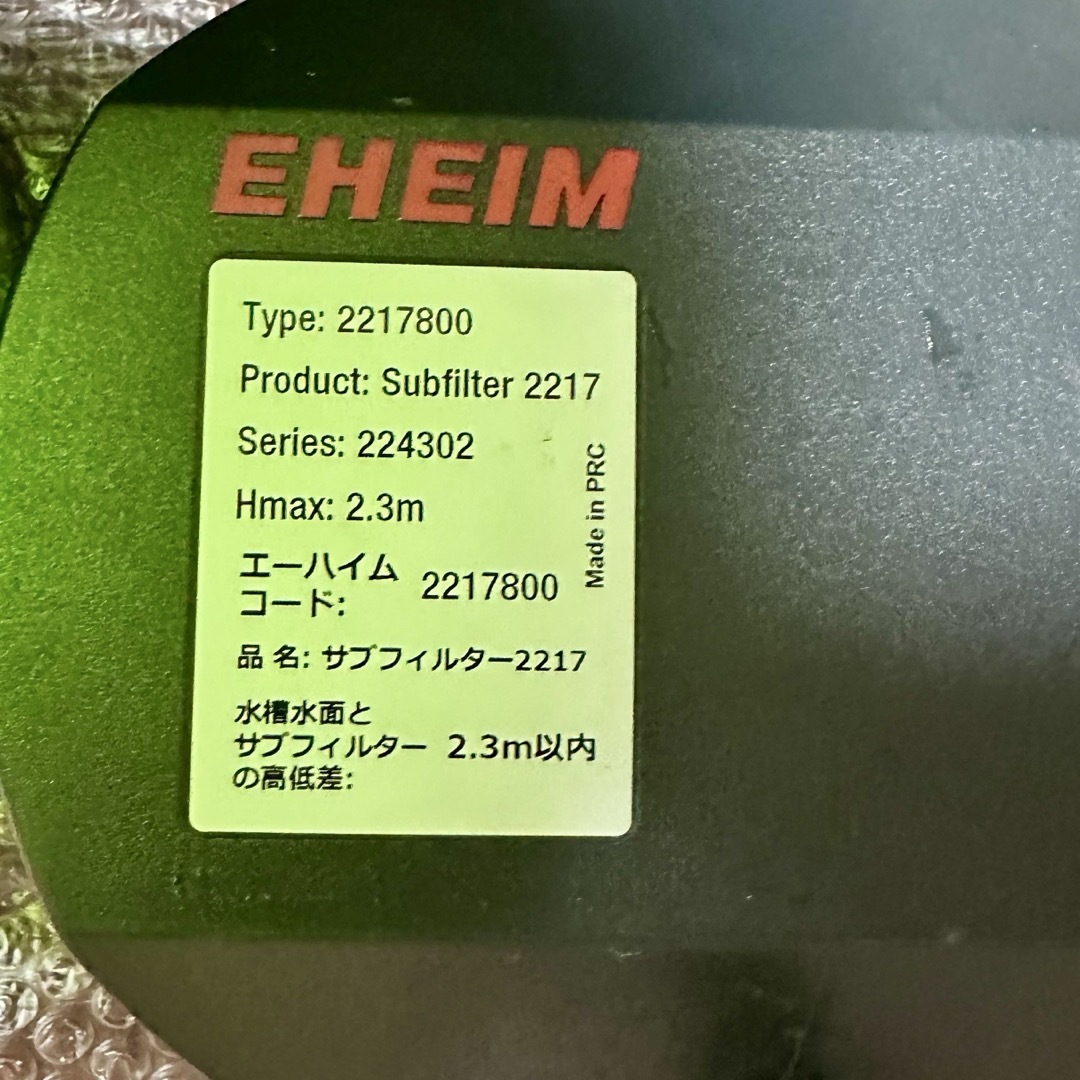 EHEIM
Type: 2217800
Product: Subfilter 2217
Series: 224302
Hmax: 2.3m
Made in PRC
エーハイム
コード: 2217800
品 名: サブフィルター2217
水槽水面と
サブフィルター 2.3m以内
の高低差: